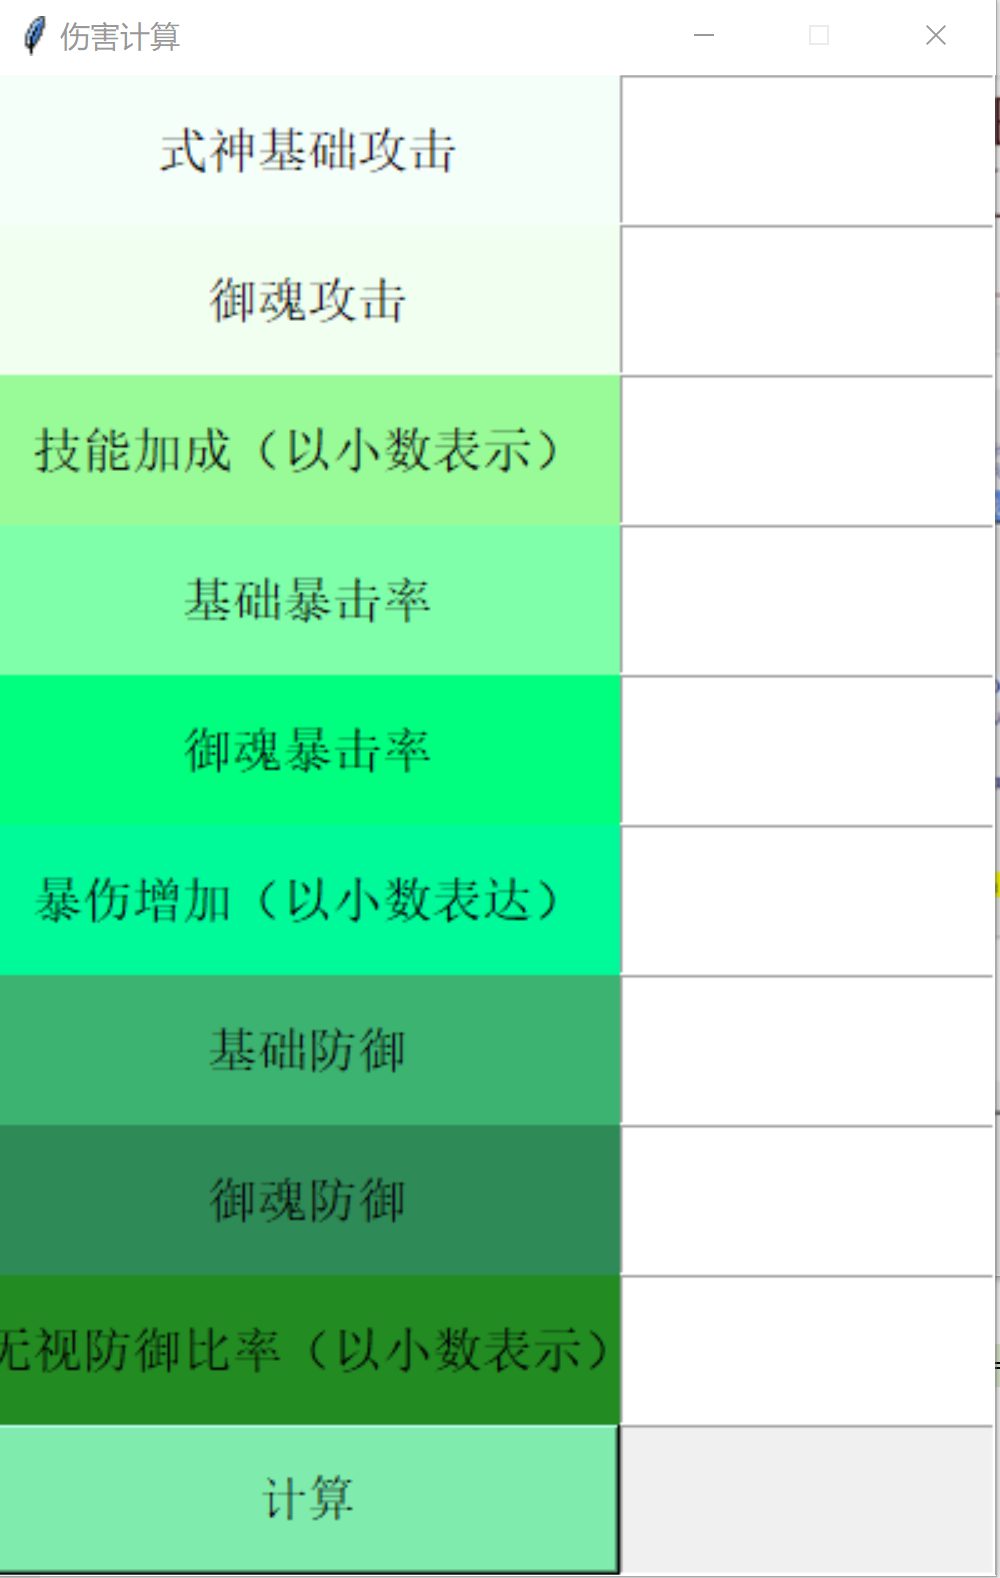 伤害计算
式神基础攻击
御魂攻击
技能加成（以小数表示）
基础暴击率
御魂暴击率
暴伤增加（以小数表达）
基础防御
御魂防御
无视防御比率（以小数表示）
计算